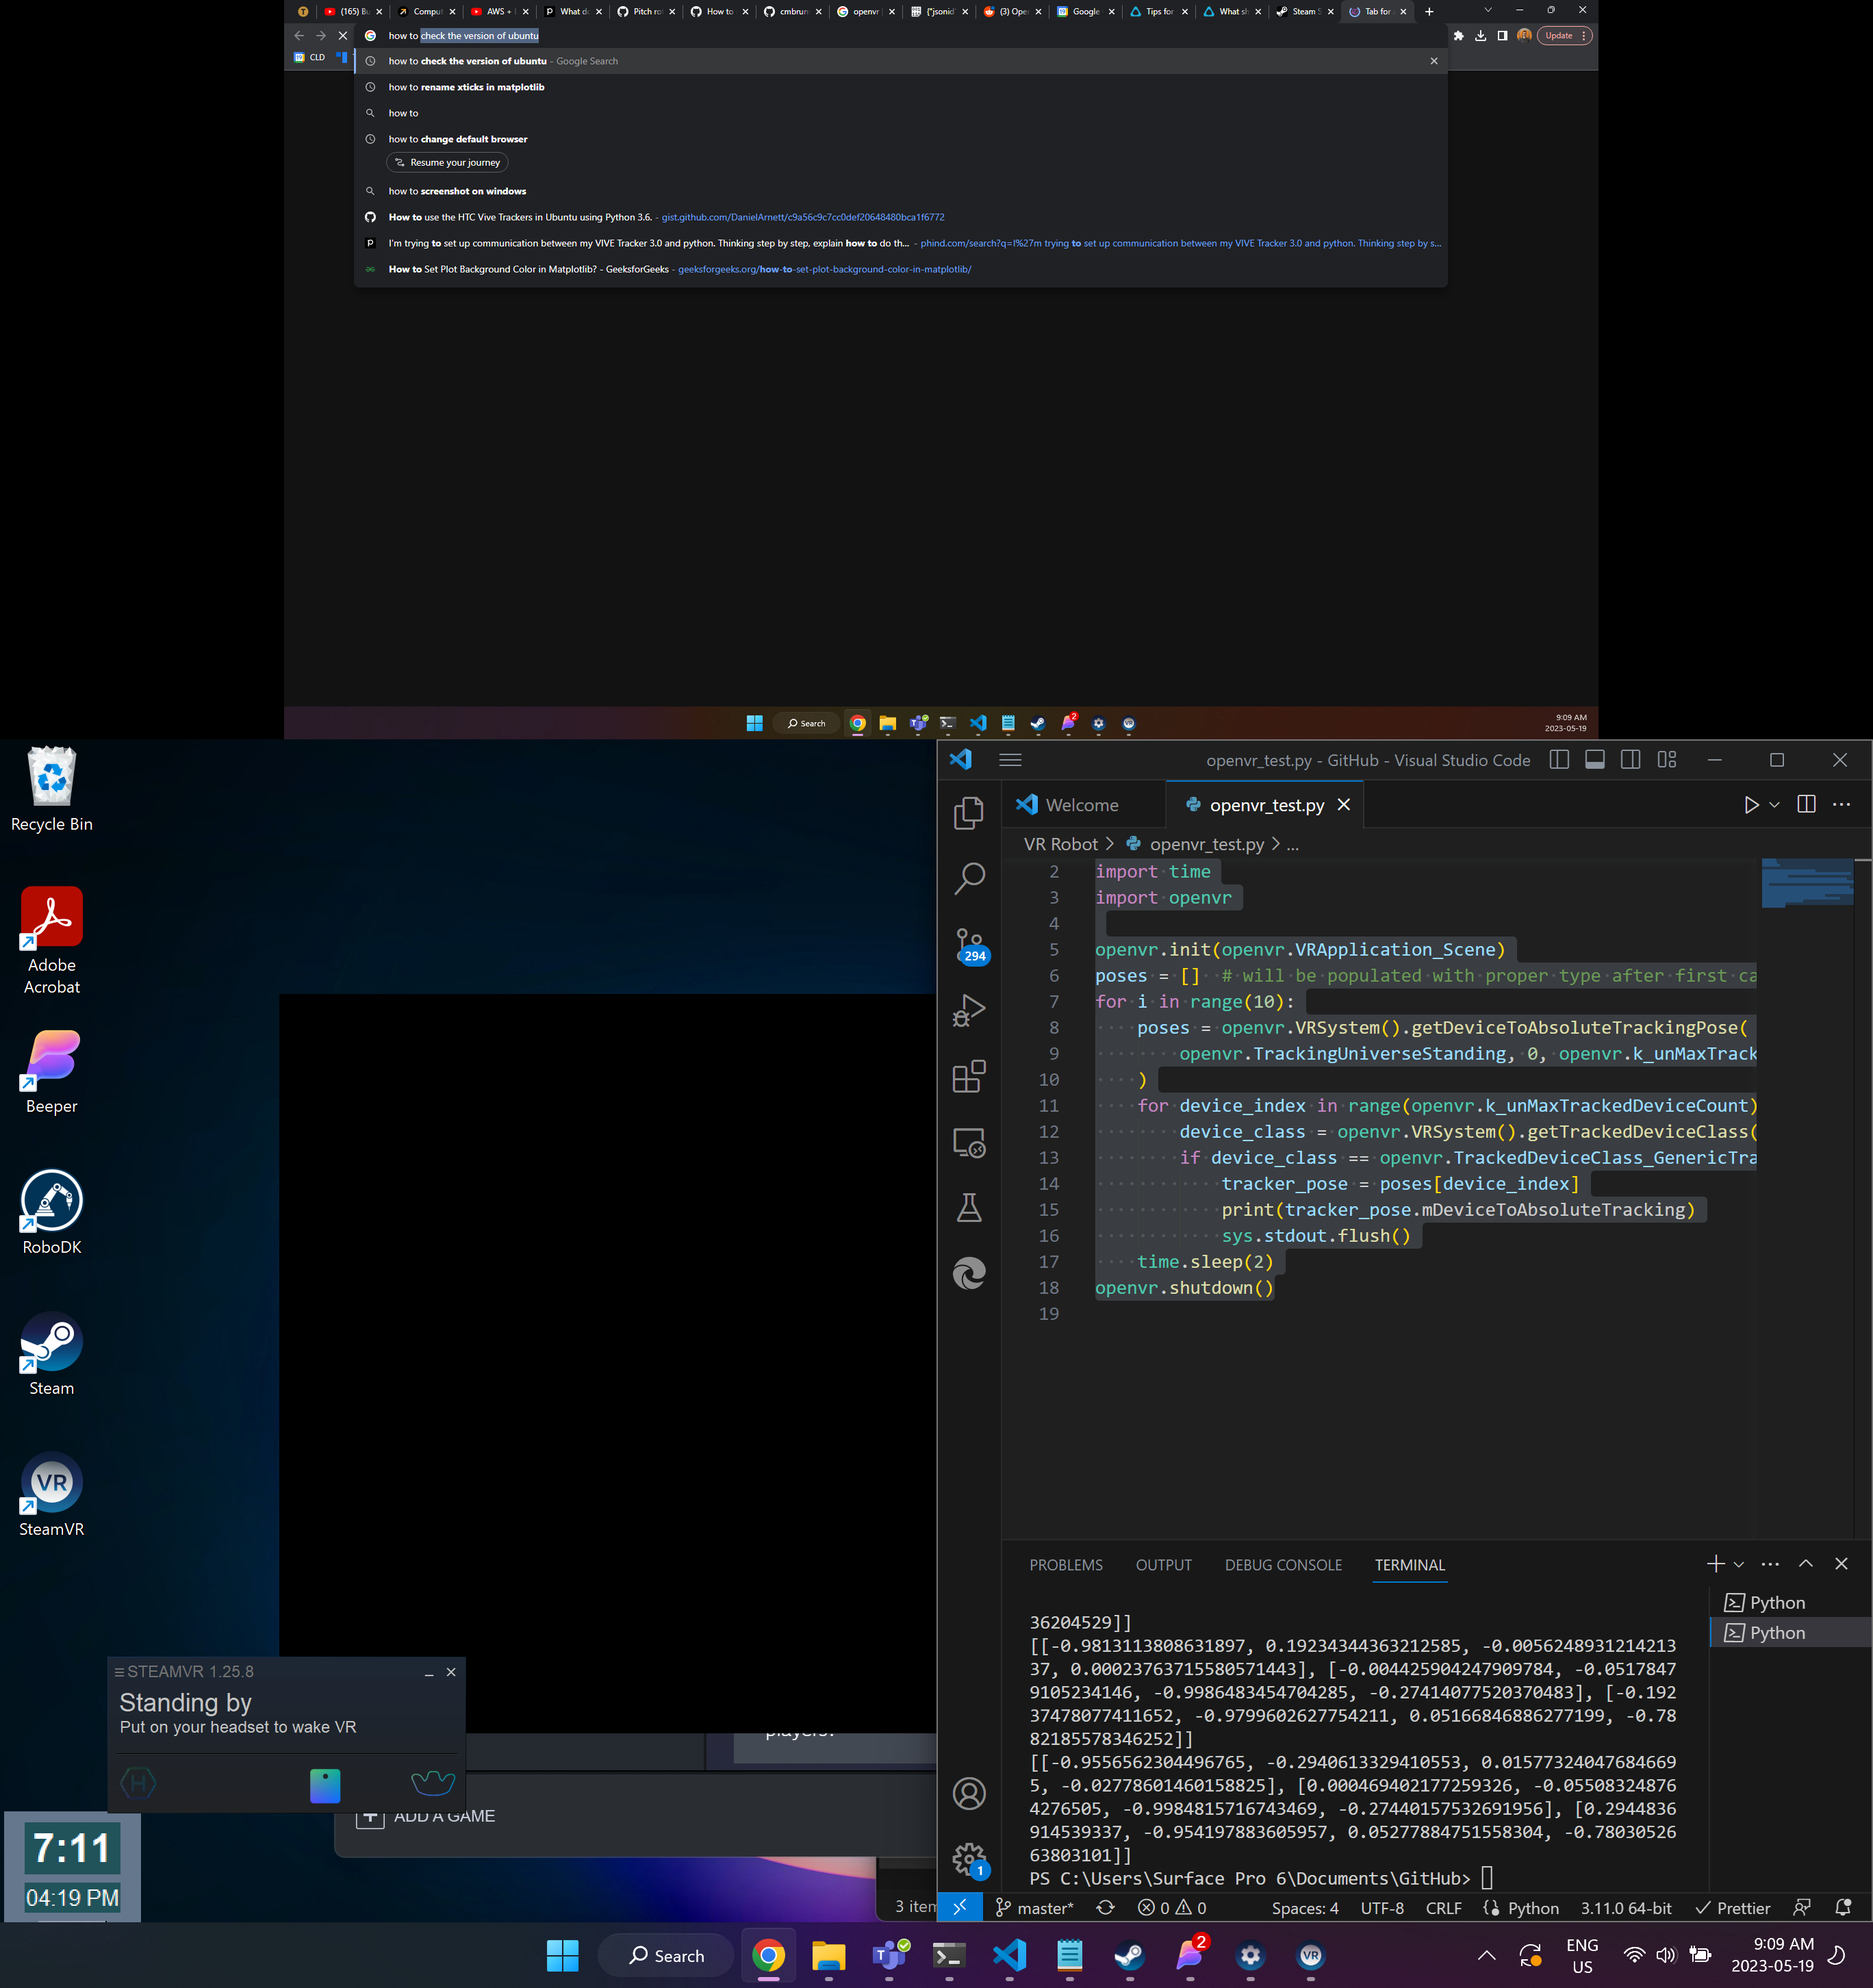 (165) Bu
Comput
AWS +
What do
Pitch ro
How to
cmbrun
openvr
{"jsonid"
(3) Ope
Google
Tips for
What sh
Steam S
Tab for
how to check the version of ubuntu
Update
CLD
how to check the version of ubuntu - Google Search
how to rename xticks in matplotlib
how to
how to change default browser
Resume your journey
how to screenshot on windows
How to use the HTC Vive Trackers in Ubuntu using Python 3.6. - gist.github.com/DanielArnett/c9a56c9c7cc0def20648480bca1f6772
I'm trying to set up communication between my VIVE Tracker 3.0 and python. Thinking step by step, explain how to do th... - phind.com/search?q=I%27m trying to set up communication between my VIVE Tracker 3.0 and python. Thinking step by s...
How to Set Plot Background Color in Matplotlib? - GeeksforGeeks - geeksforgeeks.org/how-to-set-plot-background-color-in-matplotlib/
Search
2
9:09 AM
2023-05-19
Recycle Bin
Adobe
Acrobat
Beeper
RoboDK
Steam
VR
SteamVR
STEAMVR 1.25.8
Standing by
Put on your headset to wake VR
ADD A GAME
7:11
04:19 PM
3 item
openvr_test.py - GitHub - Visual Studio Code
Welcome
openvr_test.py
VR Robot > openvr_test.py > ...
294
2 import time
3 import openvr
4
5 openvr.init(openvr.VRApplication_Scene)
6 poses = []  # will be populated with proper type after first ca
7 for i in range(10):
8     poses = openvr.VRSystem().getDeviceToAbsoluteTrackingPose(
9         openvr.TrackingUniverseStanding, 0, openvr.k_unMaxTrack
10     )
11     for device_index in range(openvr.k_unMaxTrackedDeviceCount)
12         device_class = openvr.VRSystem().getTrackedDeviceClass(
13         if device_class == openvr.TrackedDeviceClass_GenericTra
14             tracker_pose = poses[device_index]
15             print(tracker_pose.mDeviceToAbsoluteTracking)
16             sys.stdout.flush()
17     time.sleep(2)
18 openvr.shutdown()
19
PROBLEMS OUTPUT DEBUG CONSOLE TERMINAL
Python
Python
36204529]]
[[-0.9813113808631897, 0.19234344363212585, -0.0056248931214213
37, 0.00023763715580571443], [-0.004425904247909784, -0.0517847
9105234146, -0.9986483454704285, -0.27414077520370483], [-0.192
37478077411652, -0.9799602627754211, 0.05166846886277199, -0.78
82185578346252]]
[[-0.9556562304496765, -0.2940613329410553, 0.01577324047684669
5, -0.02778601460158825], [0.000469402177259326, -0.05508324876
4276505, -0.9984815716743469, -0.27440157532691956], [0.2944836
914539337, -0.954197883605957, 0.05277884751558304, -0.78030526
63803101]]
PS C:\Users\Surface Pro 6\Documents\GitHub>
1
master* 0 0 Spaces: 4 UTF-8 CRLF Python 3.11.0 64-bit Prettier
Search
2
VR
ENG
US
9:09 AM
2023-05-19